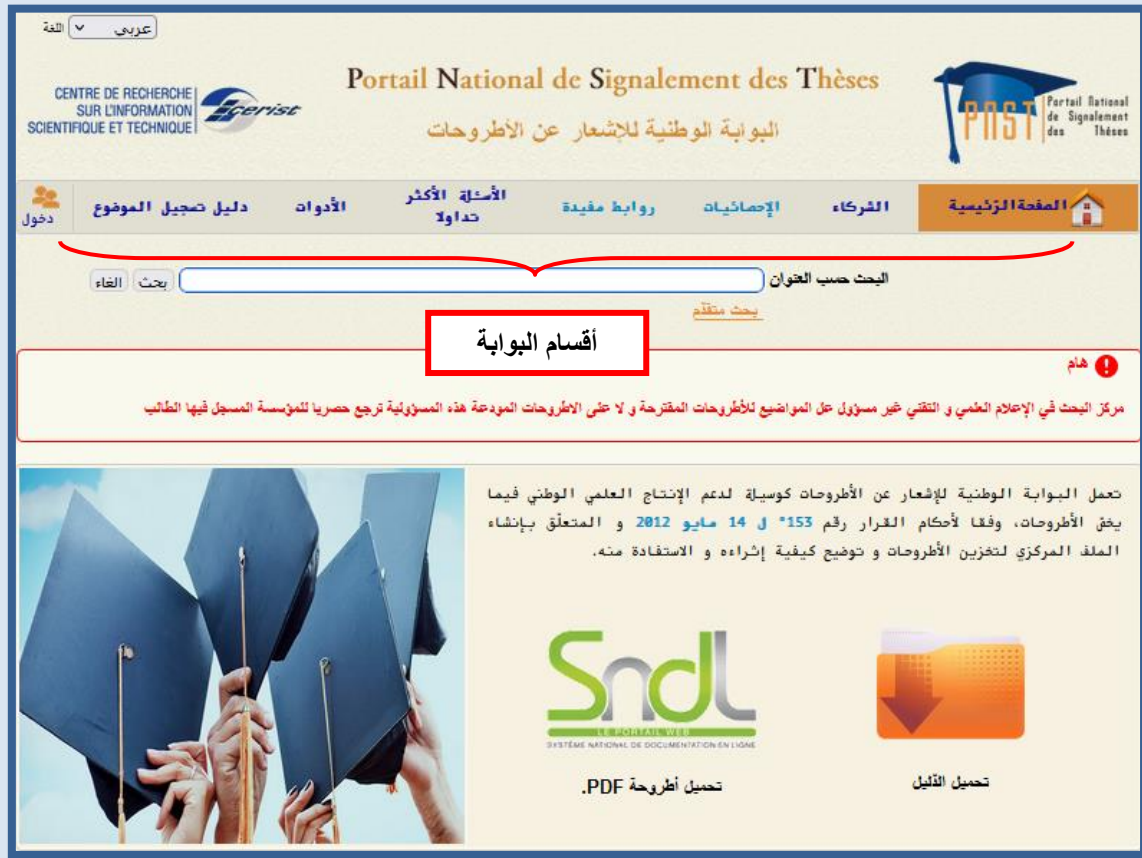 عربي اللغة
Portail National de Signalement des Thèses
البوابة الوطنية للإشعار عن الأطروحات
CENTRE DE RECHERCHE
SUR L'INFORMATION
SCIENTIFIQUE ET TECHNIQUE
cerist
PNST
Portail National
de Signalement
des Thèses
الصفحة الرئيسية
الشركاء
الإحصائيات
روابط مفيدة
الأسئلة الأكثر
تداولا
الأدوات
دليل تسجيل الموضوع
دخول
البحث حسب العنوان
بحث
الغاء
بحث متقدّم
أقسام البوابة
هام
مركز البحث في الإعلام العلمي و التقني غير مسؤول عل المواضيع للأطروحات المقترحة و لا على الاطروحات المودعة هذه المسؤولية ترجع حصريا للمؤسسة المسجل فيها الطالب
تعمل البوابة الوطنية للإشعار عن الأطروحات كوسيلة لدعم الإنتاج العلمي الوطني فيما
يخصّ الأطروحات، وفقا لأحكام القرار رقم 153° ل 14 مايو 2012 و المتعلّق بإنشاء
الملف المركزي لتخزين الأطروحات و توضيح كيفية إثراءه و الاستفادة منه.
Sndl
LE PORTAIL WEB
SYSTÈME NATIONAL DE DOCUMENTATION EN LIGNE
تحميل الدّليل
تحميل أطروحة PDF.